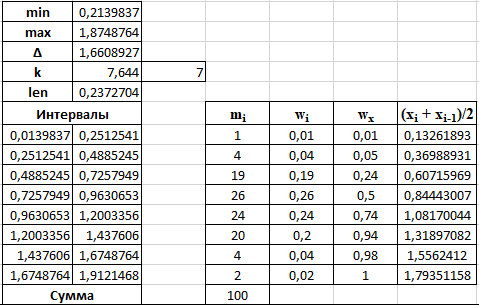 min 0,2139837
max 1,8748764
Δ 1,6608927
k 7,644 7
len 0,2372704
Интервалы mi wi wx (xi + xi-1)/2
0,0139837 0,2512541 1 0,01 0,01 0,13261893
0,2512541 0,4885245 4 0,04 0,05 0,36988931
0,4885245 0,7257949 19 0,19 0,24 0,60715969
0,7257949 0,9630653 26 0,26 0,5 0,84443007
0,9630653 1,2003356 24 0,24 0,74 1,08170044
1,2003356 1,437606 20 0,2 0,94 1,31897082
1,437606 1,6748764 4 0,04 0,98 1,5562412
1,6748764 1,9121468 2 0,02 1 1,79351158
Сумма 100